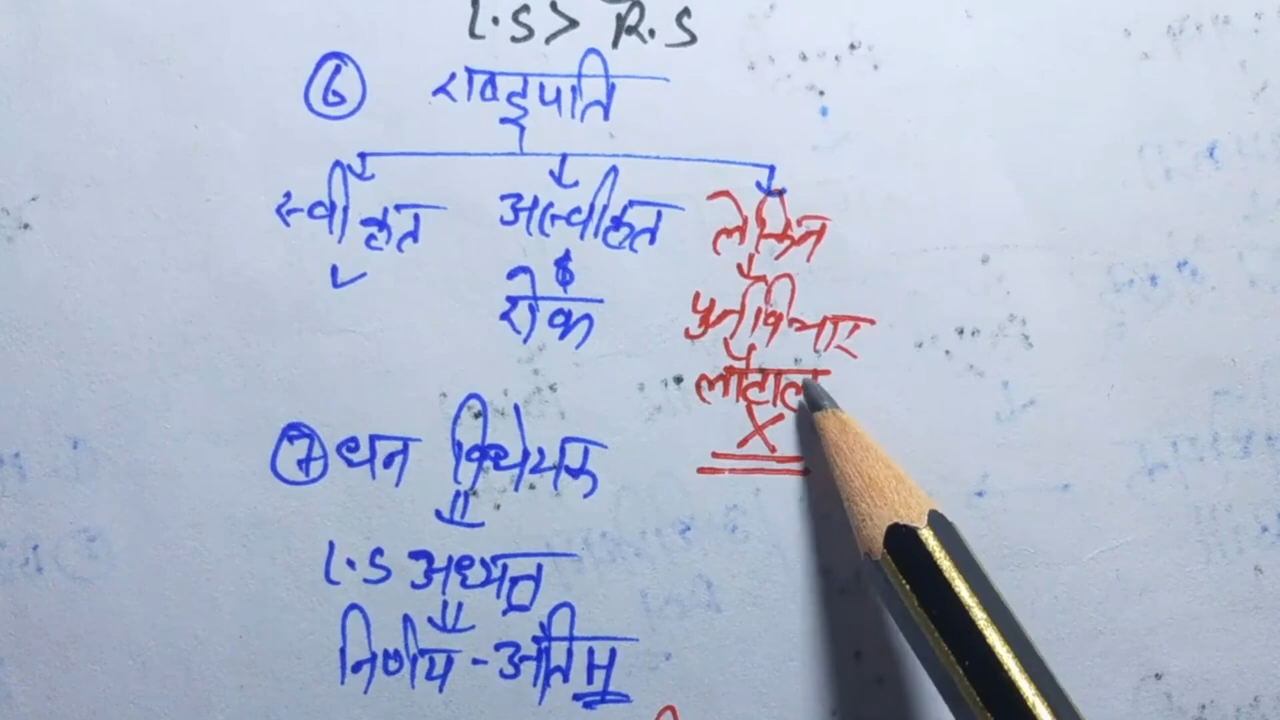 L.S > R.S
6 राष्ट्रपति
स्वीकृत अस्वीकृत लेकिन
रोक पुर्नविचार
लौटाल
X
7 धन विधेयक
L.S अध्यक्ष
निर्णय - अंतिम